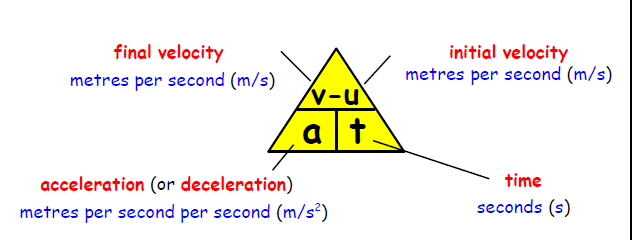 final velocity
metres per second (m/s)
initial velocity
metres per second (m/s)
v-u
a t
acceleration (or deceleration)
metres per second per second (m/s²)
time
seconds (s)